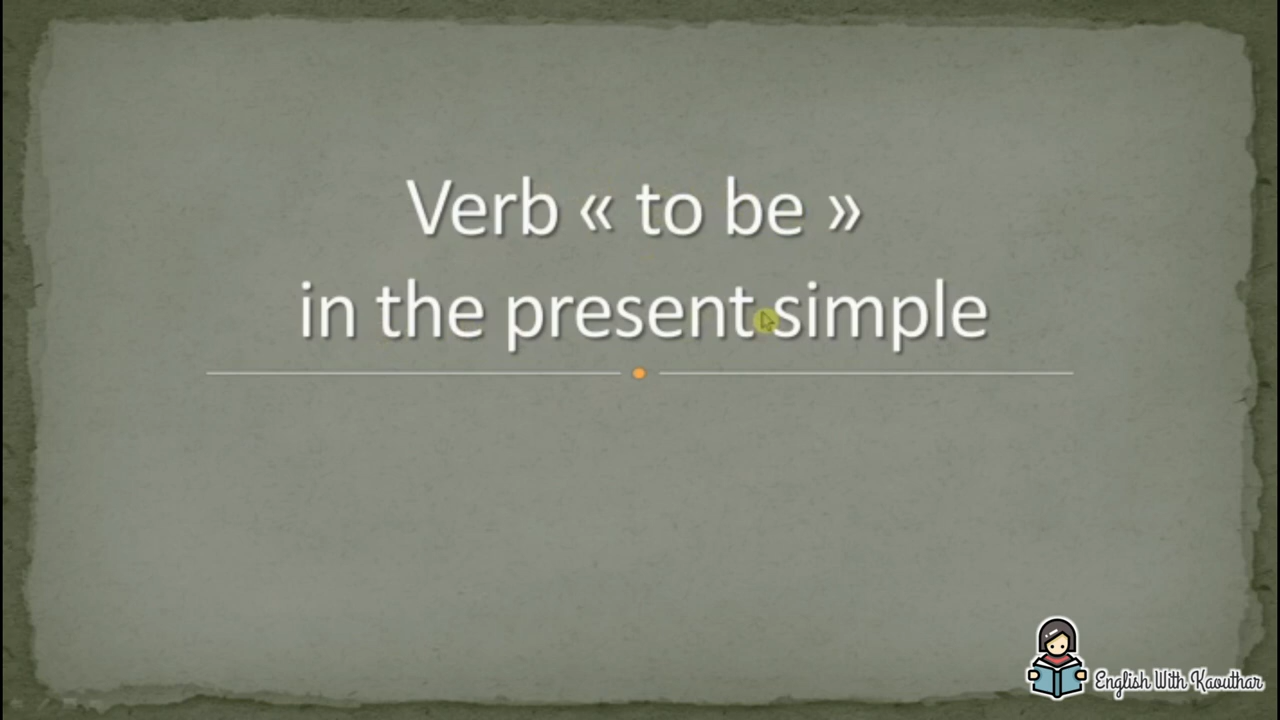 Verb « to be »
in the present simple
English With Kaouthar